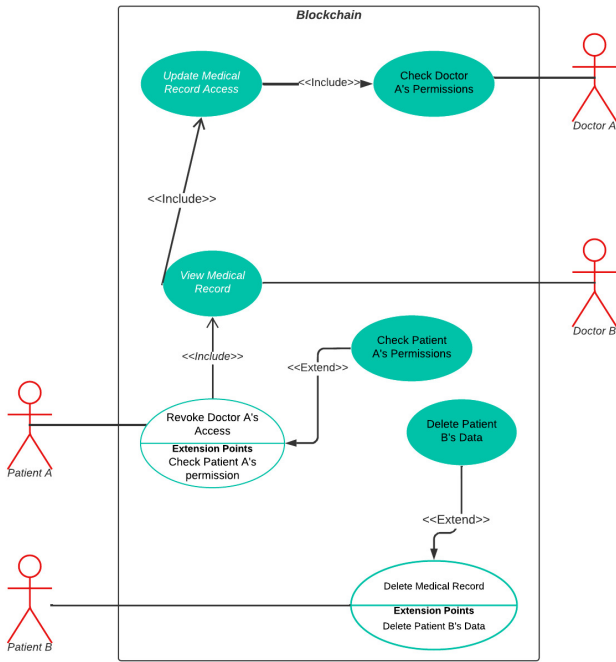 Blockchain
Update Medical
Record Access
<<Include>>
Check Doctor
A's Permissions
Doctor A
<<Include>>
View Medical
Record
Doctor B
<<Include>>
Check Patient
A's Permissions
<<Extend>>
Revoke Doctor A's
Access
Extension Points
Check Patient A's
permission
Patient A
Delete Patient
B's Data
<<Extend>>
Delete Medical Record
Extension Points
Delete Patient B's Data
Patient B